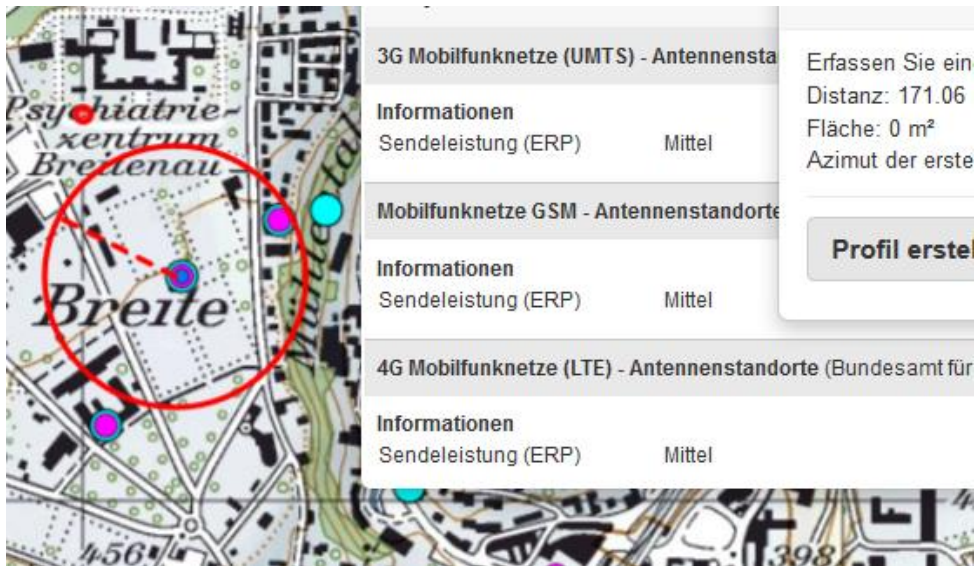 Psychiatrie-
zentrum
Breitenau
Breite
Mühlental
456
398
3G Mobilfunknetze (UMTS) - Antennensta
Informationen
Sendeleistung (ERP) Mittel
Mobilfunknetze GSM - Antennenstandorte
Informationen
Sendeleistung (ERP) Mittel
4G Mobilfunknetze (LTE) - Antennenstandorte (Bundesamt für
Informationen
Sendeleistung (ERP) Mittel
Erfassen Sie ein
Distanz: 171.06
Fläche: 0 m²
Azimut der erste
Profil erstel